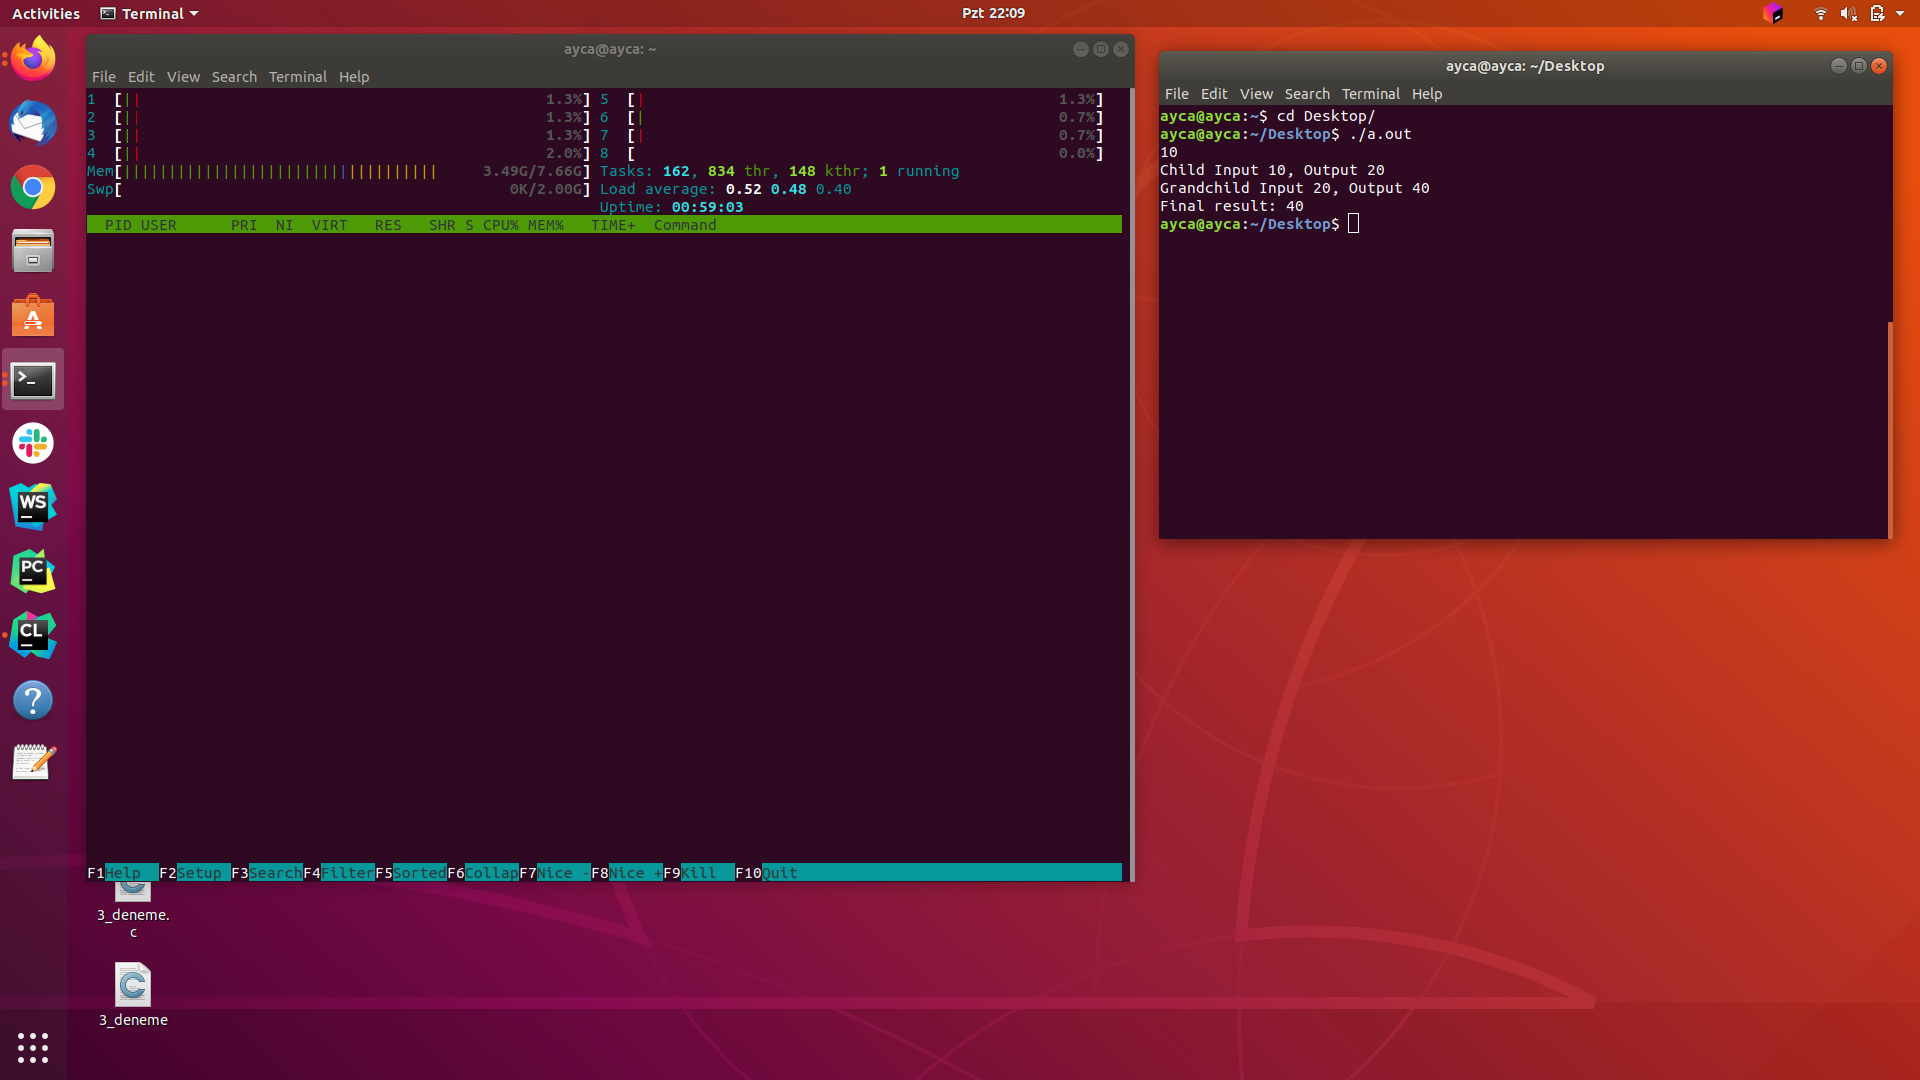 Activities Terminal Pzt 22:09
ayca@ayca: ~
File Edit View Search Terminal Help
1 [|| 1.3%] 5 [| 1.3%]
2 [|| 1.3%] 6 [| 0.7%]
3 [|| 1.3%] 7 [| 0.7%]
4 [|| 2.0%] 8 [ 0.0%]
Mem[||||||||||||||||||||||||||||||||||| 3.49G/7.66G] Tasks: 162, 834 thr, 148 kthr; 1 running
Swp[ 0K/2.00G] Load average: 0.52 0.48 0.40
Uptime: 00:59:03
PID USER PRI NI VIRT RES SHR S CPU% MEM% TIME+ Command
F1Help F2Setup F3SearchF4FilterF5SortedF6CollapF7Nice -F8Nice +F9Kill F10Quit
ayca@ayca: ~/Desktop
File Edit View Search Terminal Help
ayca@ayca:~$ cd Desktop/
ayca@ayca:~/Desktop$ ./a.out
10
Child Input 10, Output 20
Grandchild Input 20, Output 40
Final result: 40
ayca@ayca:~/Desktop$
WS
PC
CL
3_deneme.
c
3_deneme